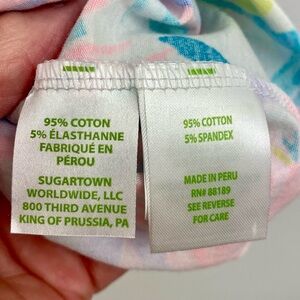 95% COTTON
5% ÉLASTHANNE
FABRIQUÉ EN
PÉROU
SUGARTOWN
WORLDWIDE, LLC
800 THIRD AVENUE
KING OF PRUSSIA, PA
95% COTTON
5% SPANDEX
MADE IN PERU
RN# 88189
SEE REVERSE
FOR CARE